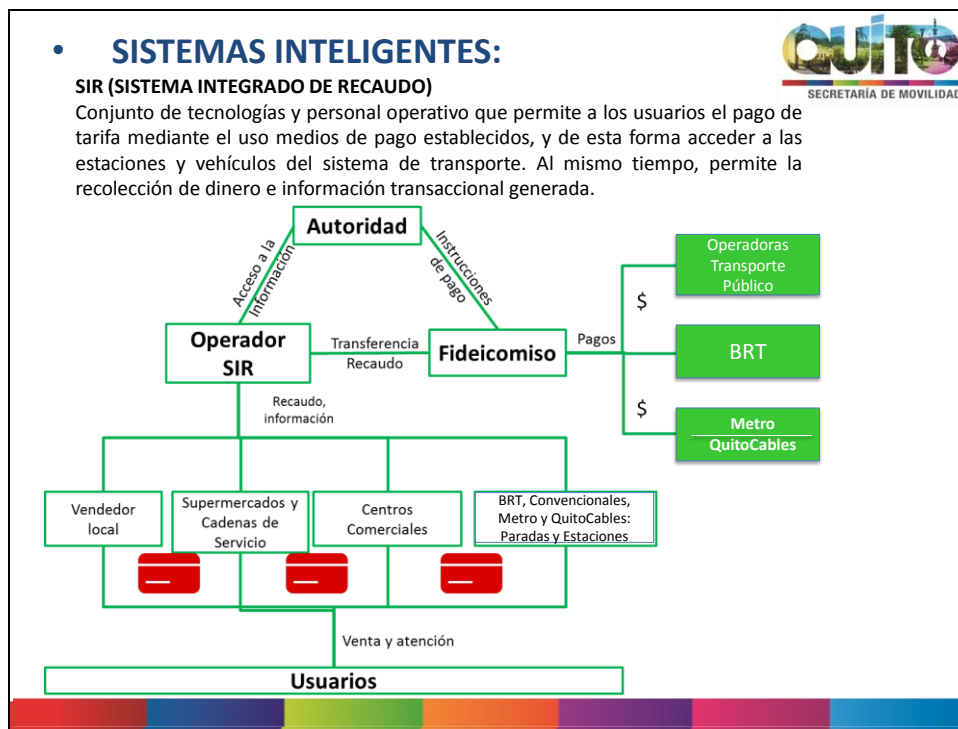 • SISTEMAS INTELIGENTES:
QUITO
SECRETARÍA DE MOVILIDAD
SIR (SISTEMA INTEGRADO DE RECAUDO)
Conjunto de tecnologías y personal operativo que permite a los usuarios el pago de
tarifa mediante el uso medios de pago establecidos, y de esta forma acceder a las
estaciones y vehículos del sistema de transporte. Al mismo tiempo, permite la
recolección de dinero e información transaccional generada.
Autoridad
Acceso a la
Información
Instrucciones
de pago
Operador
SIR
Transferencia
Recaudo
Fideicomiso
Pagos
$
$
Operadoras
Transporte
Público
BRT
Metro
QuitoCables
Recaudo,
información
Vendedor
local
Supermercados y
Cadenas de
Servicio
Centros
Comerciales
BRT, Convencionales,
Metro y QuitoCables:
Paradas y Estaciones
Venta y atención
Usuarios